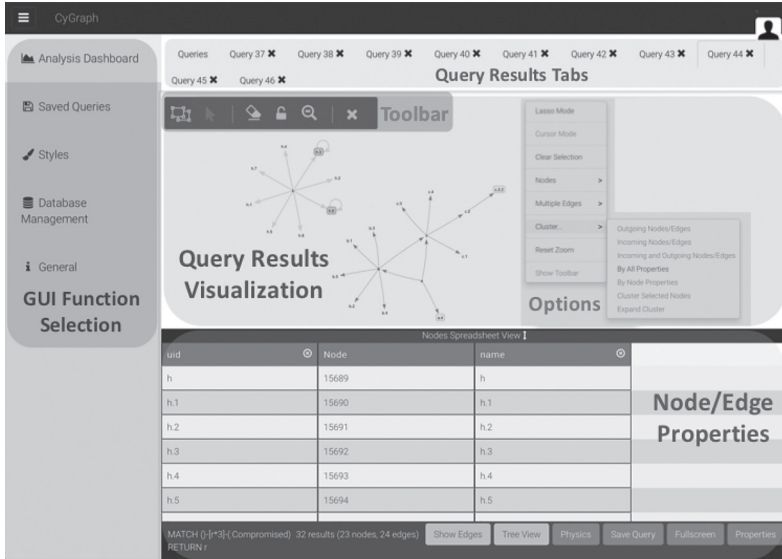 CyGraph
Analysis Dashboard
Saved Queries
Styles
Database
Management
General
GUI Function
Selection
Queries Query 37 Query 38 Query 39 Query 40 Query 41 Query 42 Query 43 Query 44
Query 45 Query 46
Query Results Tabs
Toolbar
Query Results
Visualization
Lasso Mode
Cursor Mode
Clear Selection
Nodes >
Multiple Edges >
Cluster... >
Reset Zoom
Show Toolbar
Outgoing Nodes/Edges
Incoming Nodes/Edges
Incoming and Outgoing Nodes/Edges
By All Properties
By Node Properties
Cluster Selected Nodes
Expand Cluster
Options
Nodes Spreadsheet View
uid Node name
h 15689 h
h.1 15690 h.1
h.2 15691 h.2
h.3 15692 h.3
h.4 15693 h.4
h.5 15694 h.5
Node/Edge
Properties
MATCH ()-[r*3]-(:Compromised) 32 results (23 nodes, 24 edges)
RETURN r
Show Edges Tree View Physics Save Query Fullscreen Properties